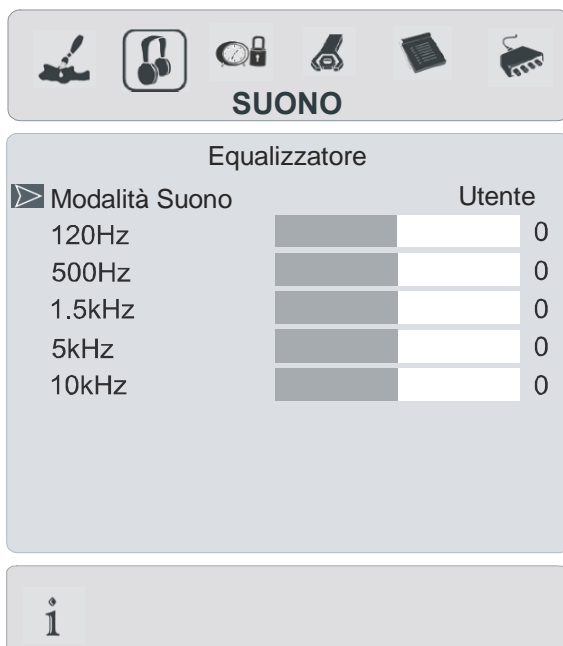 SUONO
Equalizzatore
Modalità Suono Utente
120Hz 0
500Hz 0
1.5kHz 0
5kHz 0
10kHz 0
i